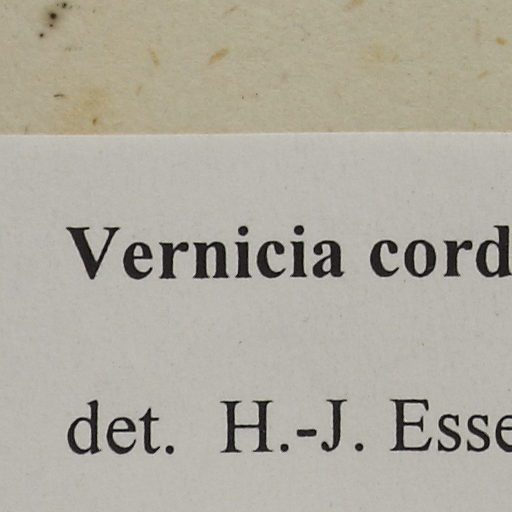 Vernicia cord
det. H.-J. Esse